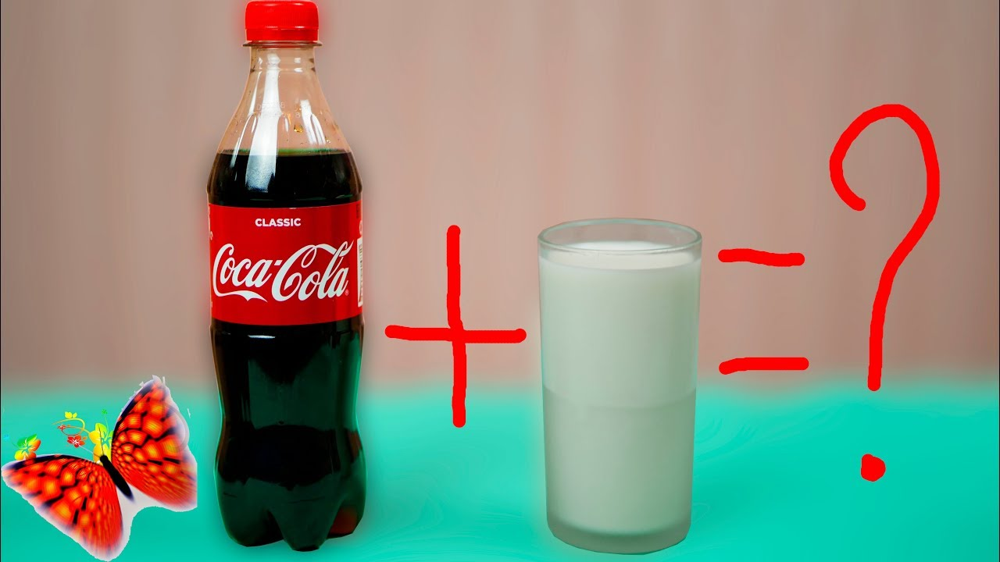 CLASSIC
Coca-Cola
+
=
?